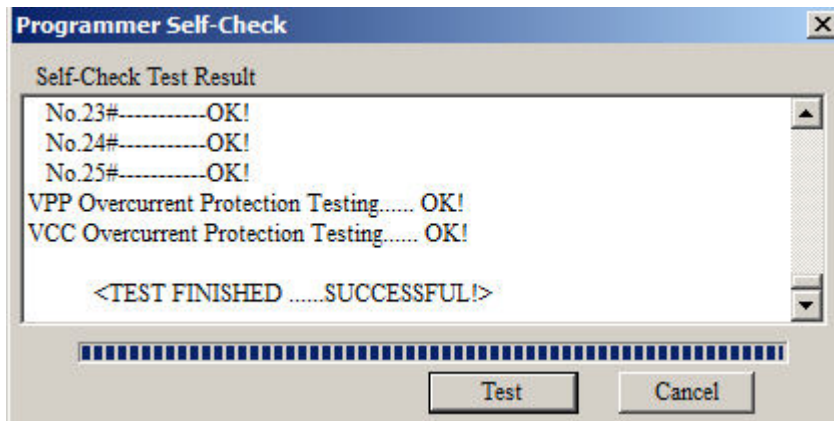 Programmer Self-Check
Self-Check Test Result
No.23#-----------OK!
No.24#-----------OK!
No.25#-----------OK!
VPP Overcurrent Protection Testing...... OK!
VCC Overcurrent Protection Testing...... OK!
<TEST FINISHED ......SUCCESSFUL!>
Test Cancel